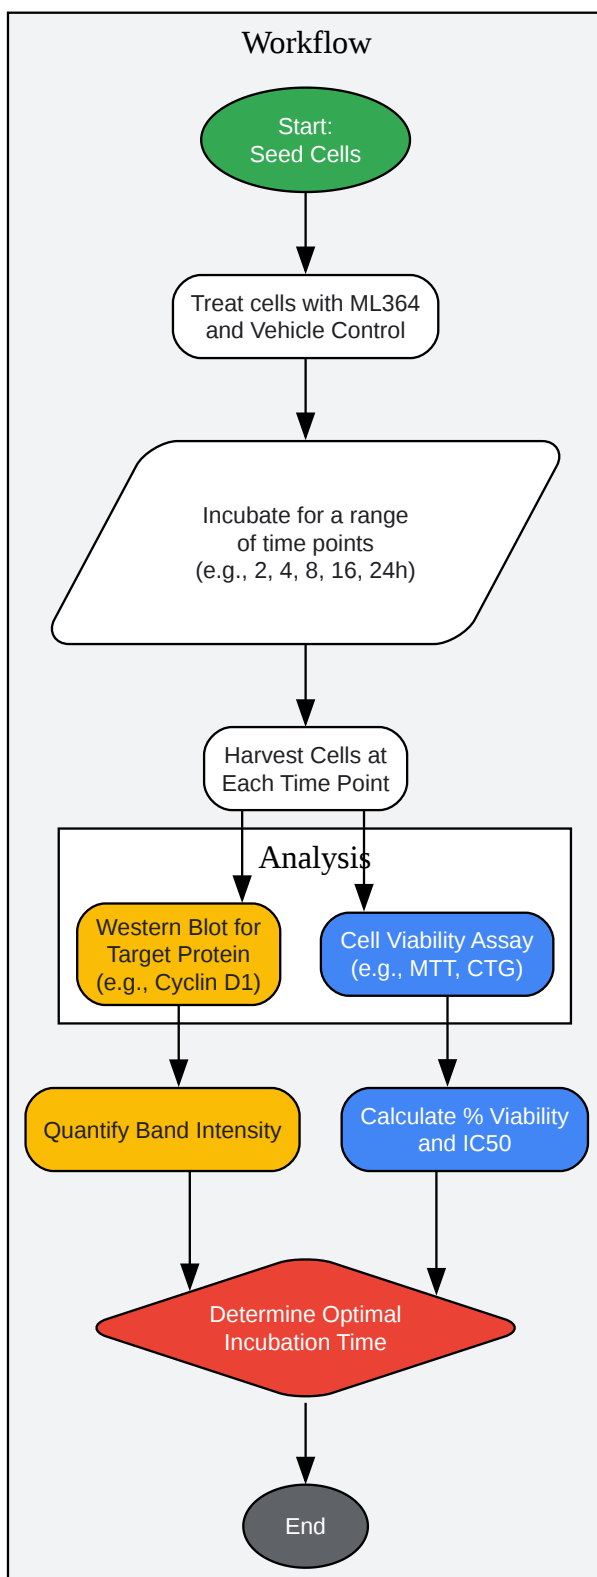 Workflow
Start:
Seed Cells
Treat cells with ML364
and Vehicle Control
Incubate for a range
of time points
(e.g., 2, 4, 8, 16, 24h)
Harvest Cells at
Each Time Point
Analysis
Western Blot for
Target Protein
(e.g., Cyclin D1)
Cell Viability Assay
(e.g., MTT, CTG)
Quantify Band Intensity
Calculate % Viability
and IC50
Determine Optimal
Incubation Time
End